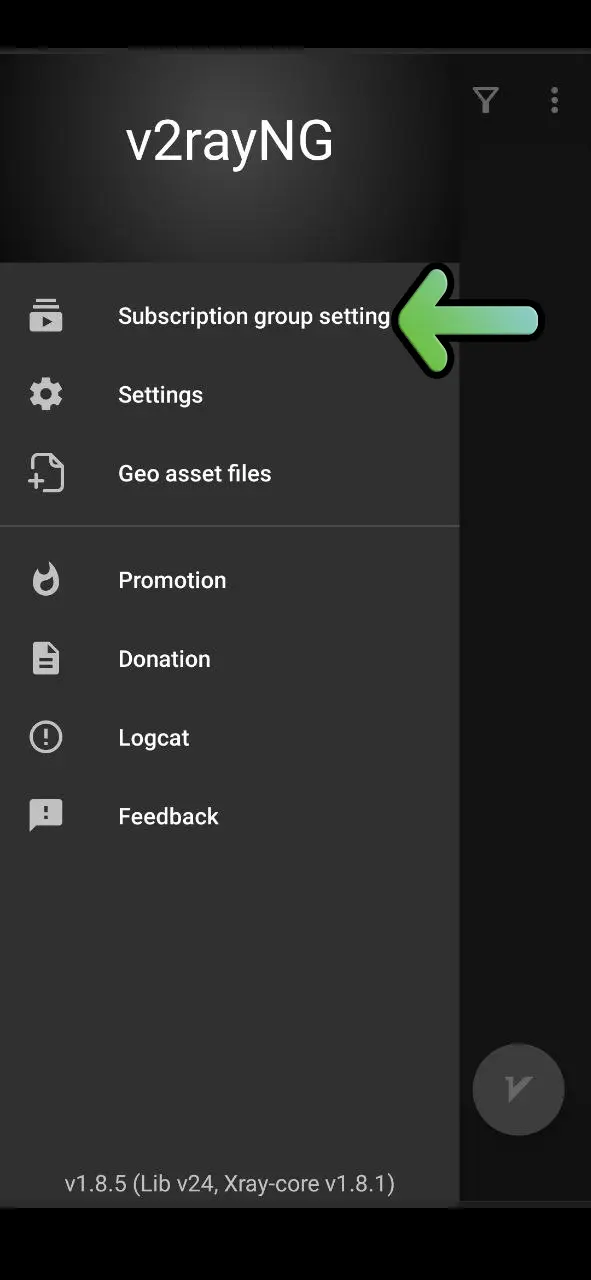 v2rayNG
Subscription group setting
Settings
Geo asset files
Promotion
Donation
Logcat
Feedback
v1.8.5 (Lib v24, Xray-core v1.8.1)